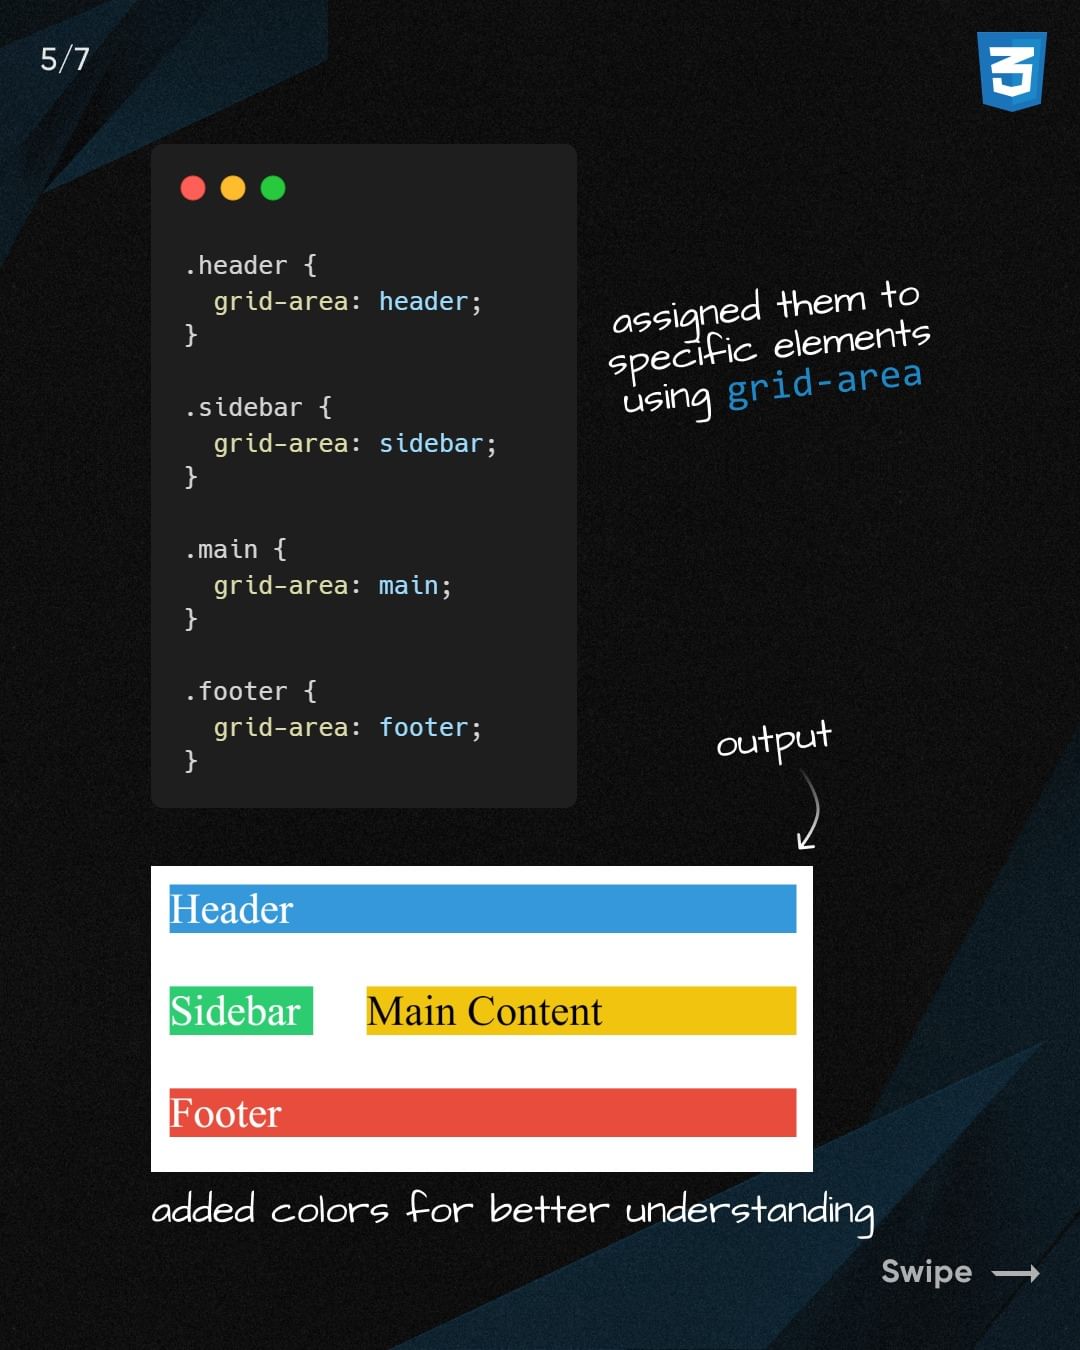 5/7
.header {
  grid-area: header;
}
.sidebar {
  grid-area: sidebar;
}
.main {
  grid-area: main;
}
.footer {
  grid-area: footer;
}
assigned them to
specific elements
using grid-area
output
Header
Sidebar
Main Content
Footer
added colors for better understanding
Swipe